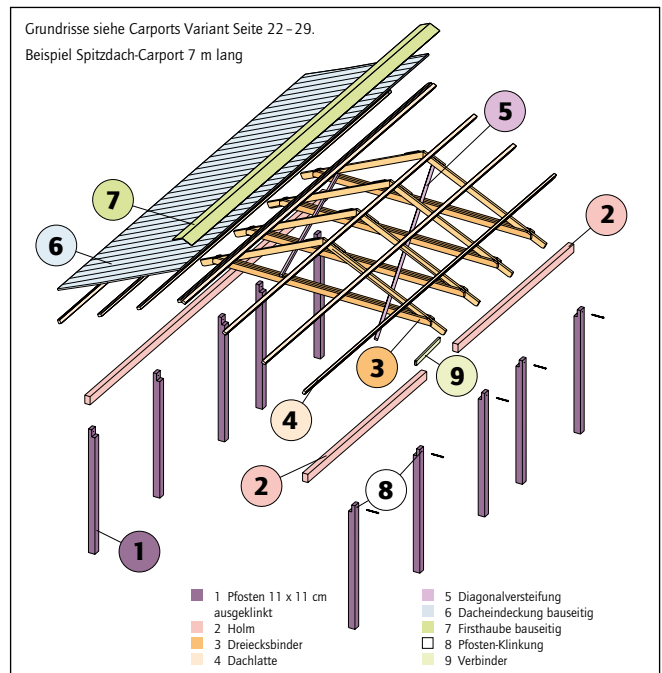 Grundrisse siehe Carports Variant Seite 22–29.
Beispiel Spitzdach-Carport 7 m lang
5
2
7
6
3
9
4
2
8
1
1 Pfosten 11 x 11 cm
ausgeklinkt
2 Holm
3 Dreiecksbinder
4 Dachlatte
5 Diagonalversteifung
6 Dacheindeckung bauseitig
7 Firsthaube bauseitig
8 Pfosten-Klinkung
9 Verbinder